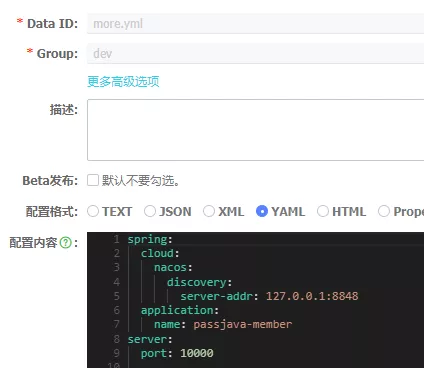 * Data ID: more.yml
* Group: dev
更多高级选项
描述:
Beta发布: 默认不要勾选。
配置格式: TEXT JSON XML YAML HTML Prope
配置内容 ? :
1 spring:
2   cloud:
3     nacos:
4       discovery:
5         server-addr: 127.0.0.1:8848
6   application:
7     name: passjava-member
8 server:
9   port: 10000
10